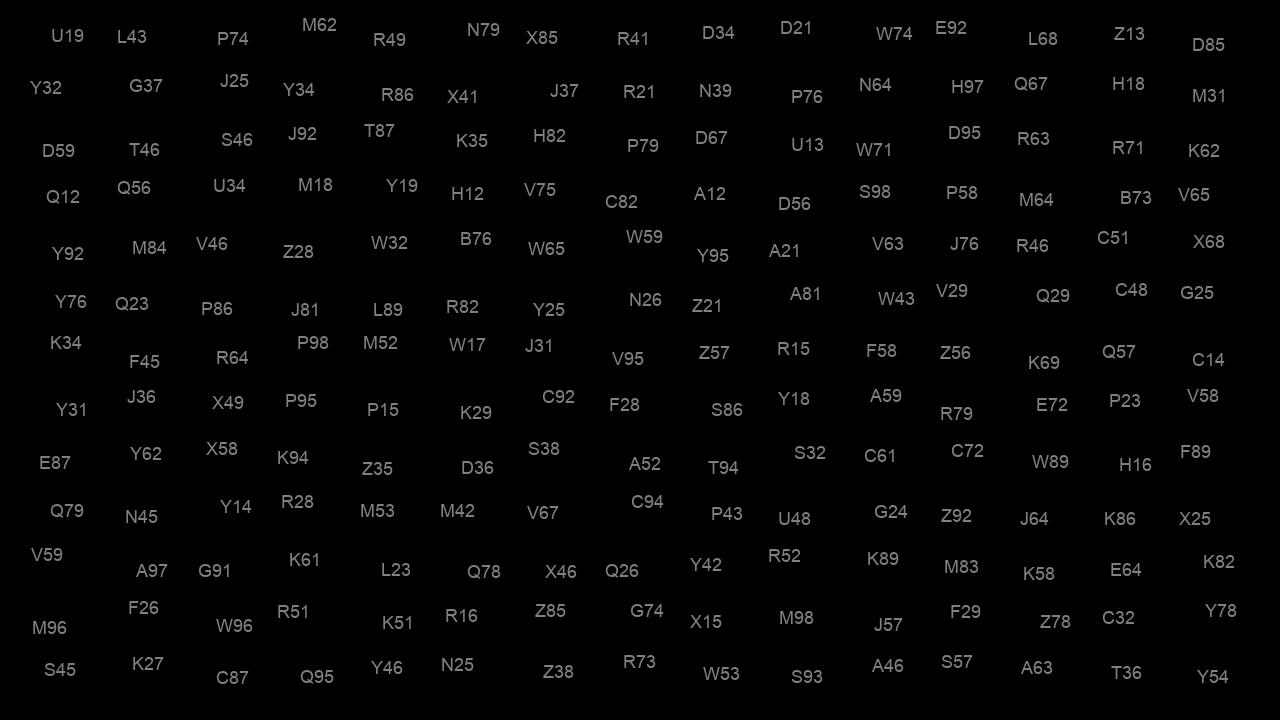 U19 L43 P74 M62 R49 N79 X85 R41 D34 D21 W74 E92 L68 Z13 D85
Y32 G37 J25 Y34 R86 X41 J37 R21 N39 P76 N64 H97 Q67 H18 M31
D59 T46 S46 J92 T87 K35 H82 P79 D67 U13 W71 D95 R63 R71 K62
Q12 Q56 U34 M18 Y19 H12 V75 C82 A12 D56 S98 P58 M64 B73 V65
Y92 M84 V46 Z28 W32 B76 W65 W59 Y95 A21 V63 J76 R46 C51 X68
Y76 Q23 P86 J81 L89 R82 Y25 N26 Z21 A81 W43 V29 Q29 C48 G25
K34 F45 R64 P98 M52 W17 J31 V95 Z57 R15 F58 Z56 K69 Q57 C14
Y31 J36 X49 P95 P15 K29 C92 F28 S86 Y18 A59 R79 E72 P23 V58
E87 Y62 X58 K94 Z35 D36 S38 A52 T94 S32 C61 C72 W89 H16 F89
Q79 N45 Y14 R28 M53 M42 V67 C94 P43 U48 G24 Z92 J64 K86 X25
V59 A97 G91 K61 L23 Q78 X46 Q26 Y42 R52 K89 M83 K58 E64 K82
M96 F26 W96 R51 K51 R16 Z85 G74 X15 M98 J57 F29 Z78 C32 Y78
S45 K27 C87 Q95 Y46 N25 Z38 R73 W53 S93 A46 S57 A63 T36 Y54